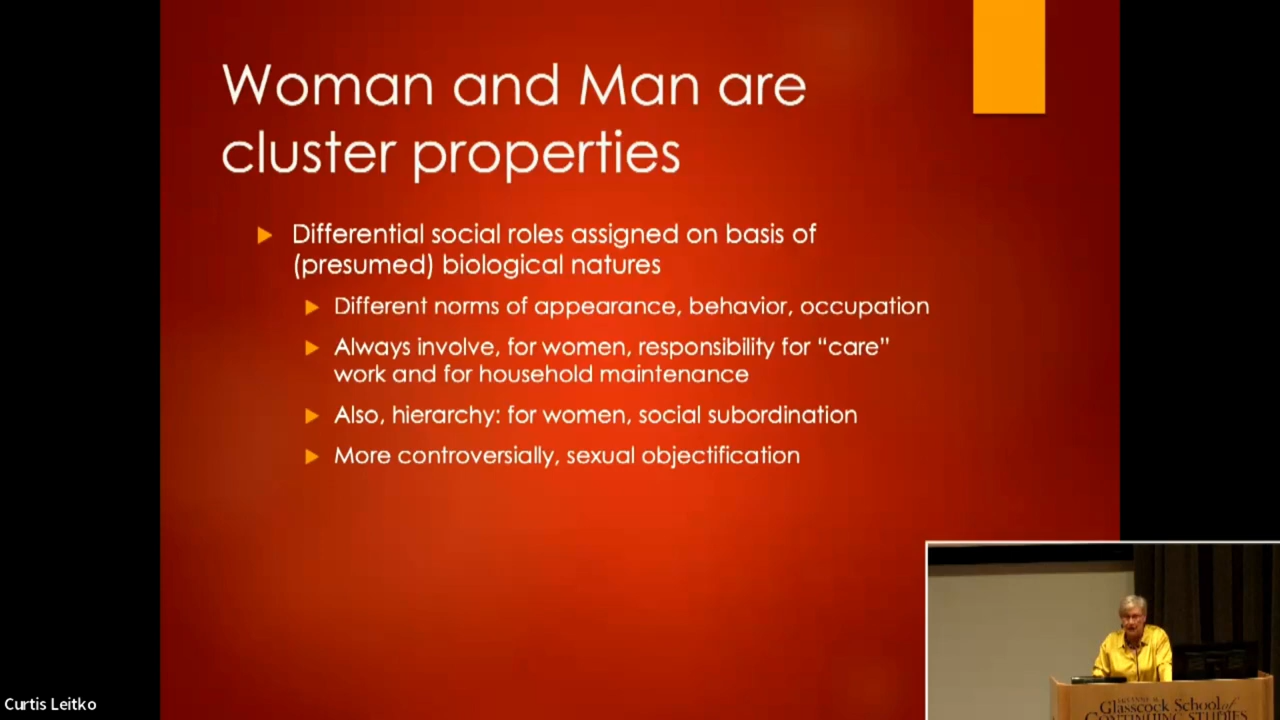 Woman and Man are
cluster properties
Differential social roles assigned on basis of
(presumed) biological natures
Different norms of appearance, behavior, occupation
Always involve, for women, responsibility for “care”
work and for household maintenance
Also, hierarchy: for women, social subordination
More controversially, sexual objectification
Curtis Leitko
Glasscock School of
CONTINUING STUDIES